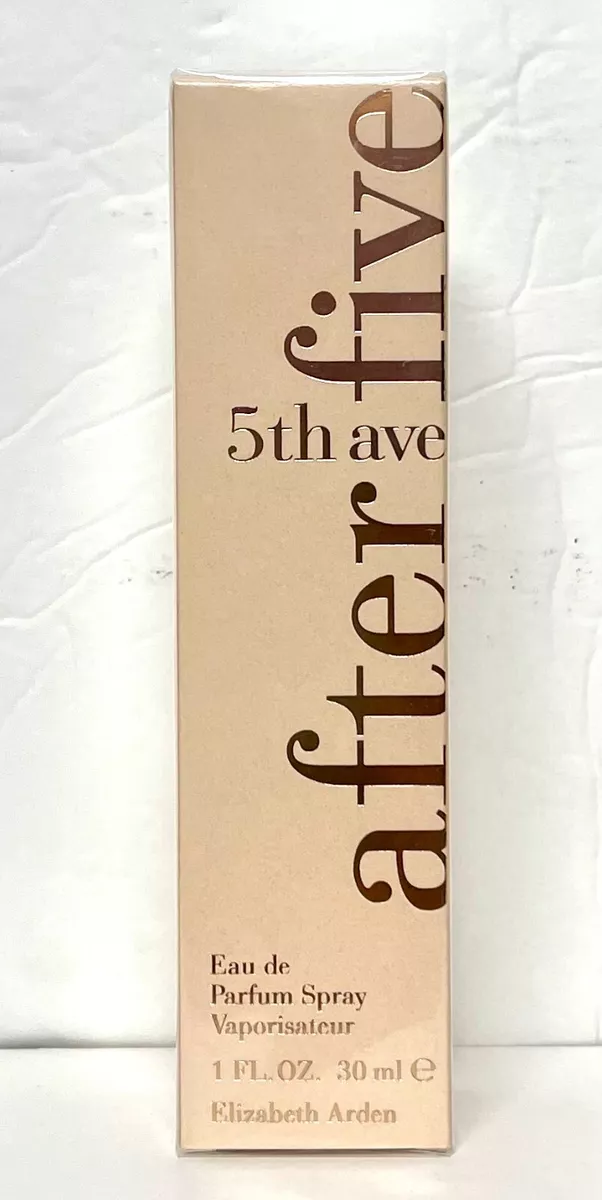 5th ave
after five
Eau de
Parfum Spray
Vaporisateur
1 FL.OZ. 30 ml ℮
Elizabeth Arden